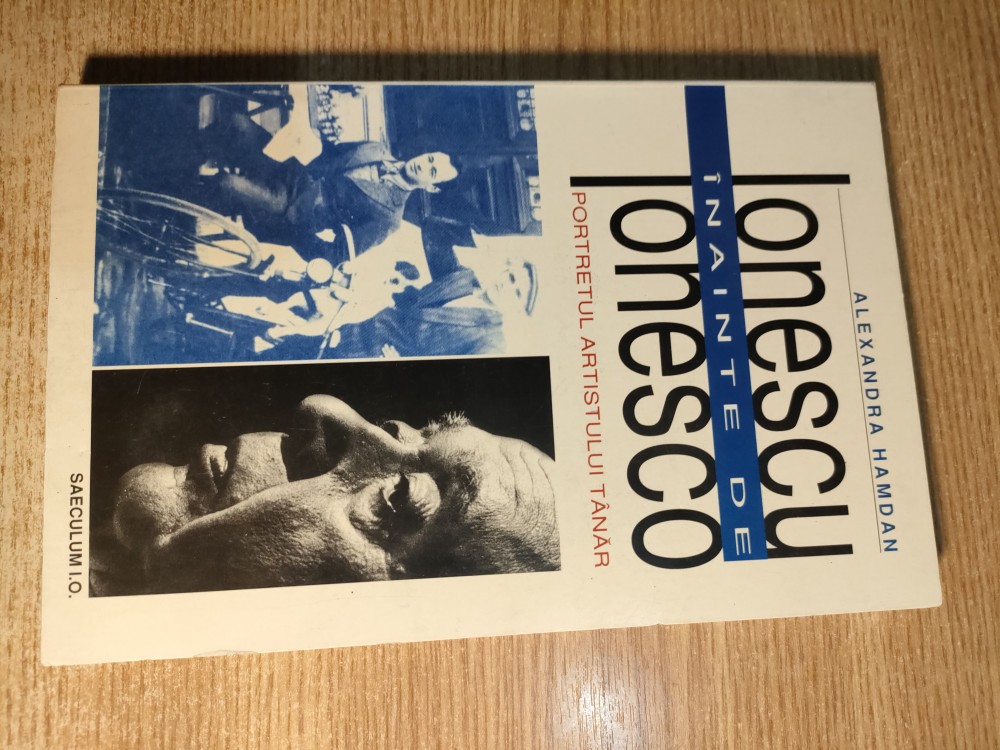 ALEXANDRA HAMDAN
Ionescu
ÎNAINTE DE
Ionesco
PORTRETUL ARTISTULUI TÂNĂR
SAECULUM I.O.